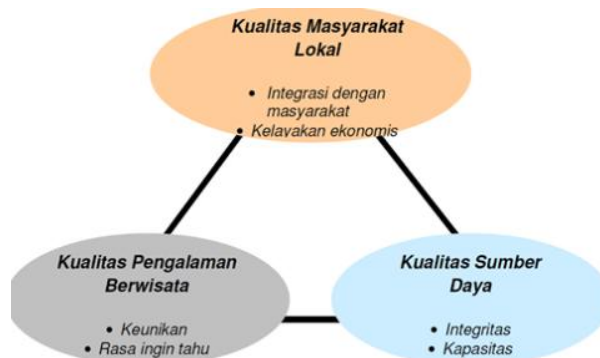 Kualitas Masyarakat
Lokal
• Integrasi dengan
masyarakat
• Kelayakan ekonomis
Kualitas Pengalaman
Berwisata
• Keunikan
• Rasa ingin tahu
Kualitas Sumber
Daya
• Integritas
• Kapasitas